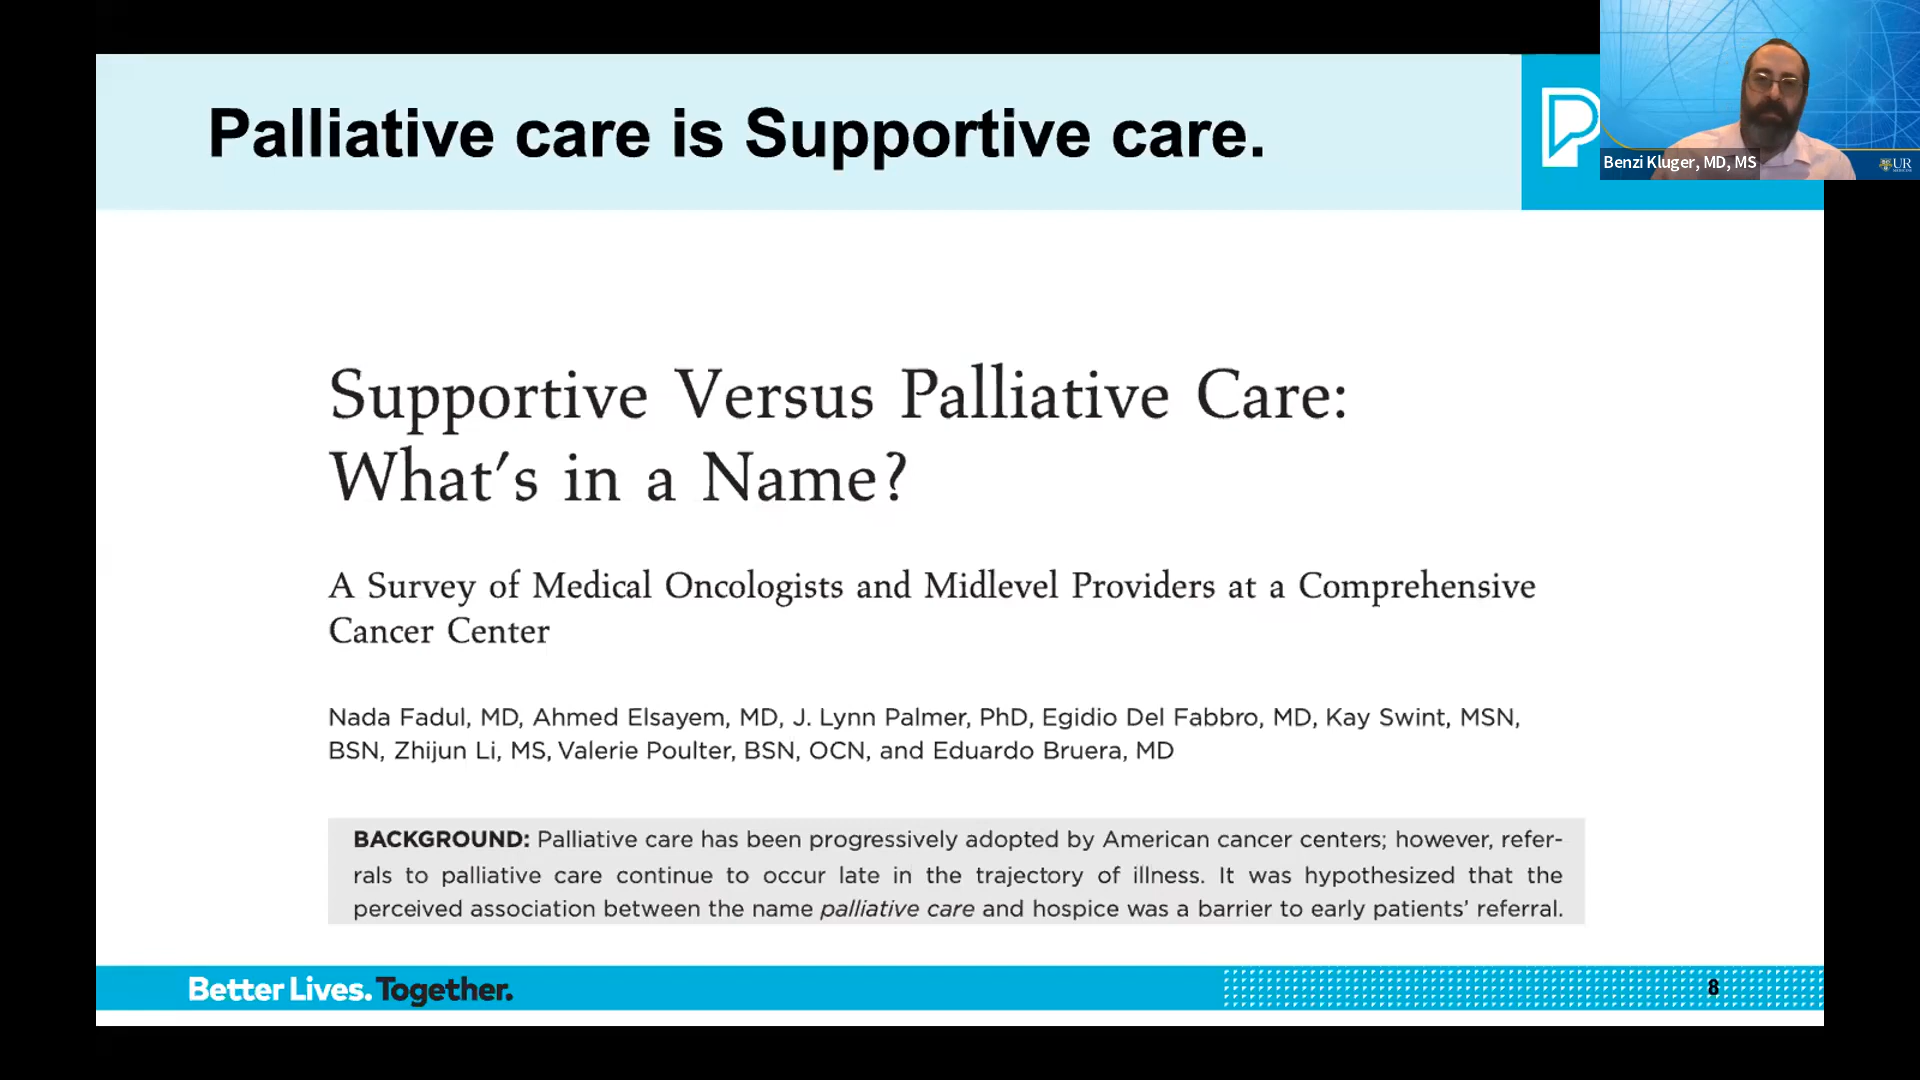 Palliative care is Supportive care.
P
Benzi Kluger, MD, MS
UR
Supportive Versus Palliative Care:
What's in a Name?
A Survey of Medical Oncologists and Midlevel Providers at a Comprehensive
Cancer Center
Nada Fadul, MD, Ahmed Elsayem, MD, J. Lynn Palmer, PhD, Egidio Del Fabbro, MD, Kay Swint, MSN,
BSN, Zhijun Li, MS, Valerie Poulter, BSN, OCN, and Eduardo Bruera, MD
BACKGROUND: Palliative care has been progressively adopted by American cancer centers; however, refer-
rals to palliative care continue to occur late in the trajectory of illness. It was hypothesized that the
perceived association between the name palliative care and hospice was a barrier to early patients' referral.
Better Lives. Together.
8